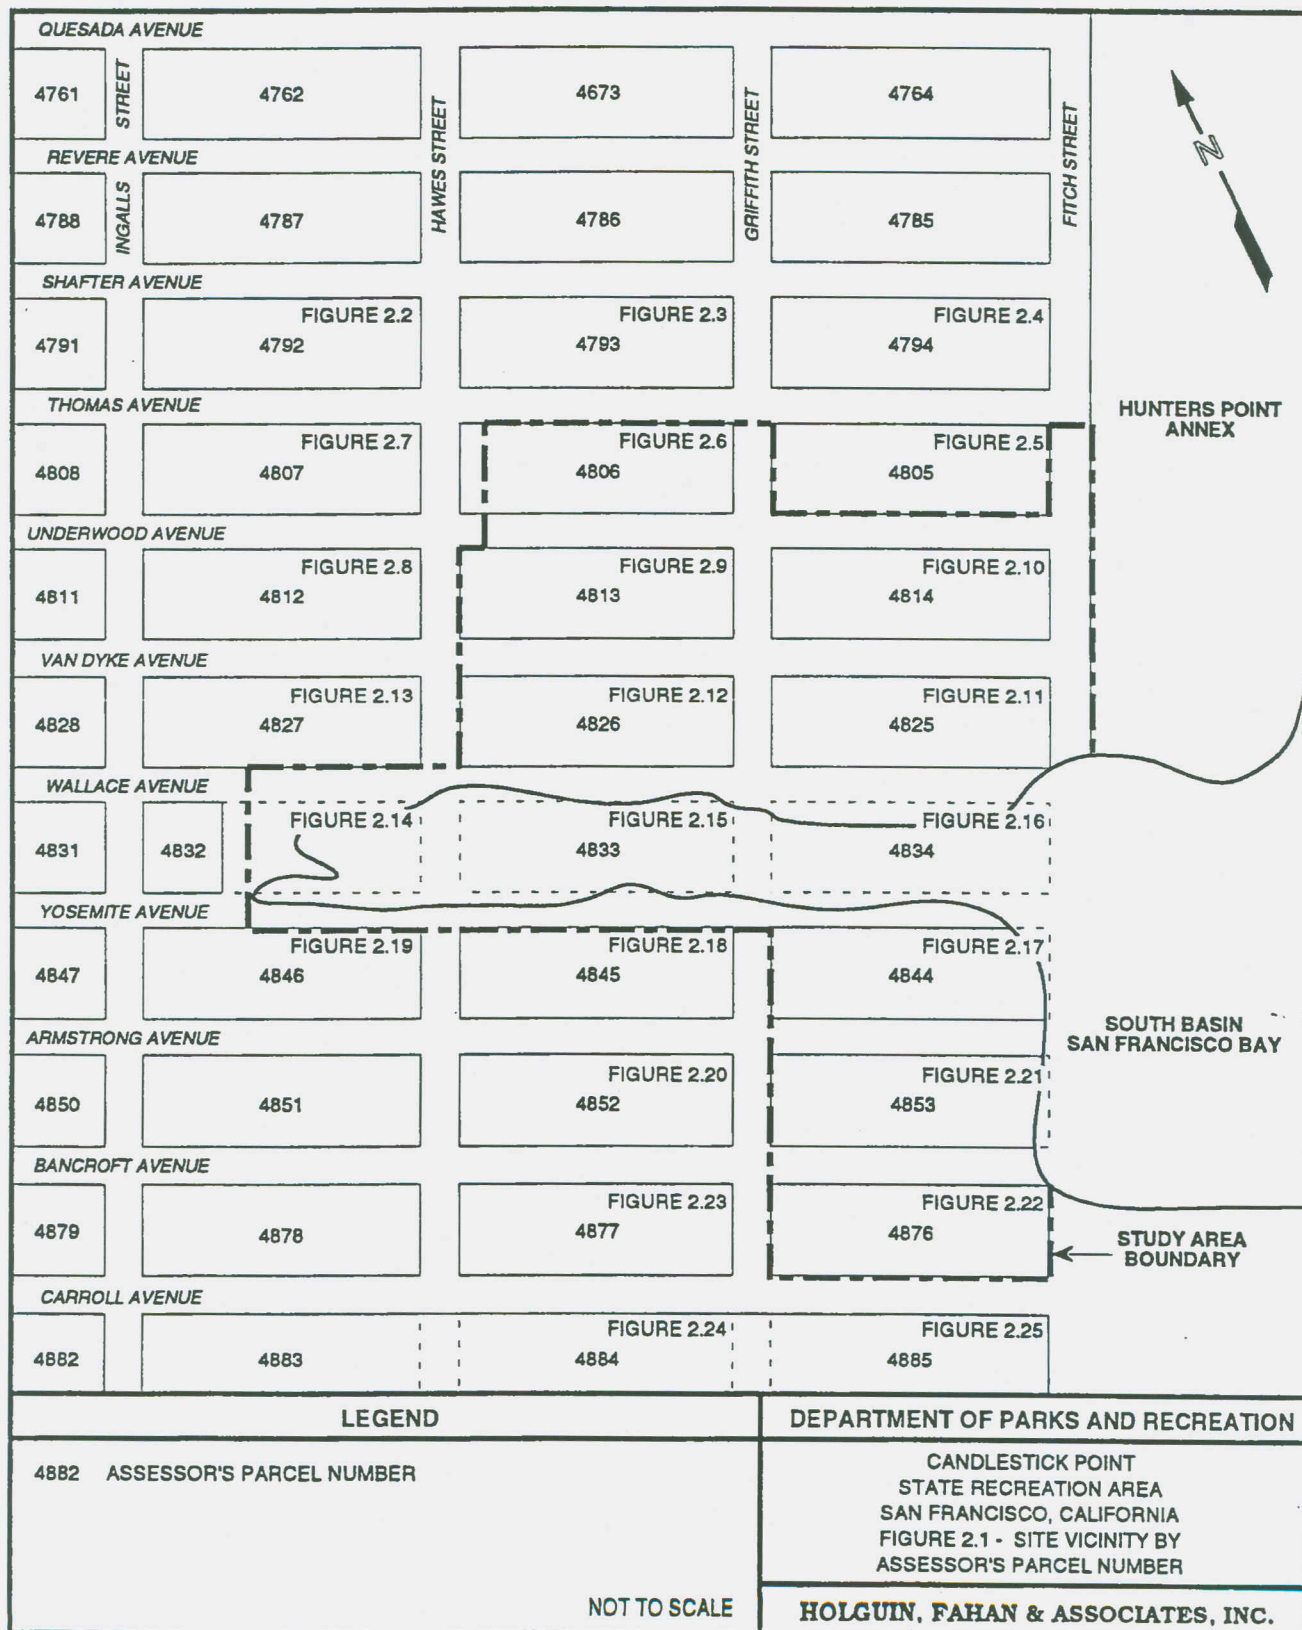 QUESADA AVENUE
4761
STREET
4762
HAWES STREET
4673
GRIFFITH STREET
4764
FITCH STREET
N
REVERE AVENUE
4788
INGALLS
4787
4786
4785
SHAFTER AVENUE
FIGURE 2.2
FIGURE 2.3
FIGURE 2.4
4791
4792
4793
4794
THOMAS AVENUE
HUNTERS POINT
ANNEX
FIGURE 2.7
FIGURE 2.6
FIGURE 2.5
4808
4807
4806
4805
UNDERWOOD AVENUE
FIGURE 2.8
FIGURE 2.9
FIGURE 2.10
4811
4812
4813
4814
VAN DYKE AVENUE
FIGURE 2.13
FIGURE 2.12
FIGURE 2.11
4828
4827
4826
4825
WALLACE AVENUE
FIGURE 2.14
FIGURE 2.15
FIGURE 2.16
4831
4832
4833
4834
YOSEMITE AVENUE
FIGURE 2.19
FIGURE 2.18
FIGURE 2.17
4847
4846
4845
4844
SOUTH BASIN
SAN FRANCISCO BAY
ARMSTRONG AVENUE
FIGURE 2.20
FIGURE 2.21
4850
4851
4852
4853
BANCROFT AVENUE
FIGURE 2.23
FIGURE 2.22
4879
4878
4877
4876
STUDY AREA
BOUNDARY
CARROLL AVENUE
FIGURE 2.24
FIGURE 2.25
4882
4883
4884
4885
LEGEND
4882 ASSESSOR'S PARCEL NUMBER
NOT TO SCALE
DEPARTMENT OF PARKS AND RECREATION
CANDLESTICK POINT
STATE RECREATION AREA
SAN FRANCISCO, CALIFORNIA
FIGURE 2.1 - SITE VICINITY BY
ASSESSOR'S PARCEL NUMBER
HOLGUIN, FAHAN & ASSOCIATES, INC.